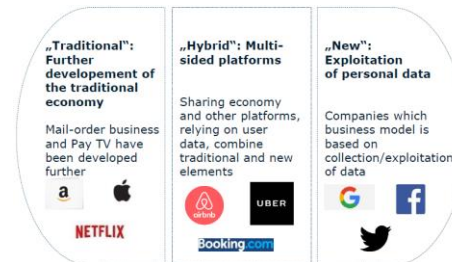 „Traditional“:
Further
developement of
the traditional
economy
Mail-order business
and Pay TV have
been developed
further
a
NETFLIX
„Hybrid“: Multi-
sided platforms
Sharing economy
and other platforms,
relying on user
data, combine
traditional and new
elements
airbnb
UBER
Booking.com
„New“:
Exploitation
of personal data
Companies which
business model is
based on
collection/exploitation
of data
G
f